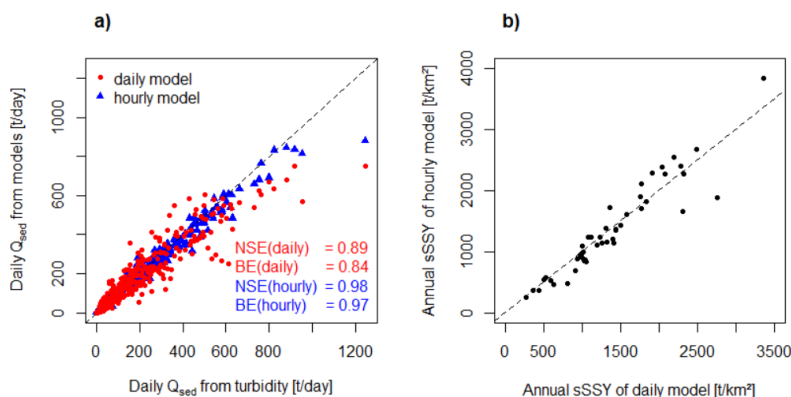 a)
Daily Qsed from models [t/day]
0 200 600 1000
daily model
hourly model
NSE(daily) = 0.89
BE(daily) = 0.84
NSE(hourly) = 0.98
BE(hourly) = 0.97
0 200 400 600 800 1200
Daily Qsed from turbidity [t/day]
b)
Annual sSSY of hourly model [t/km²]
0 1000 2000 3000 4000
500 1500 2500 3500
Annual sSSY of daily model [t/km²]